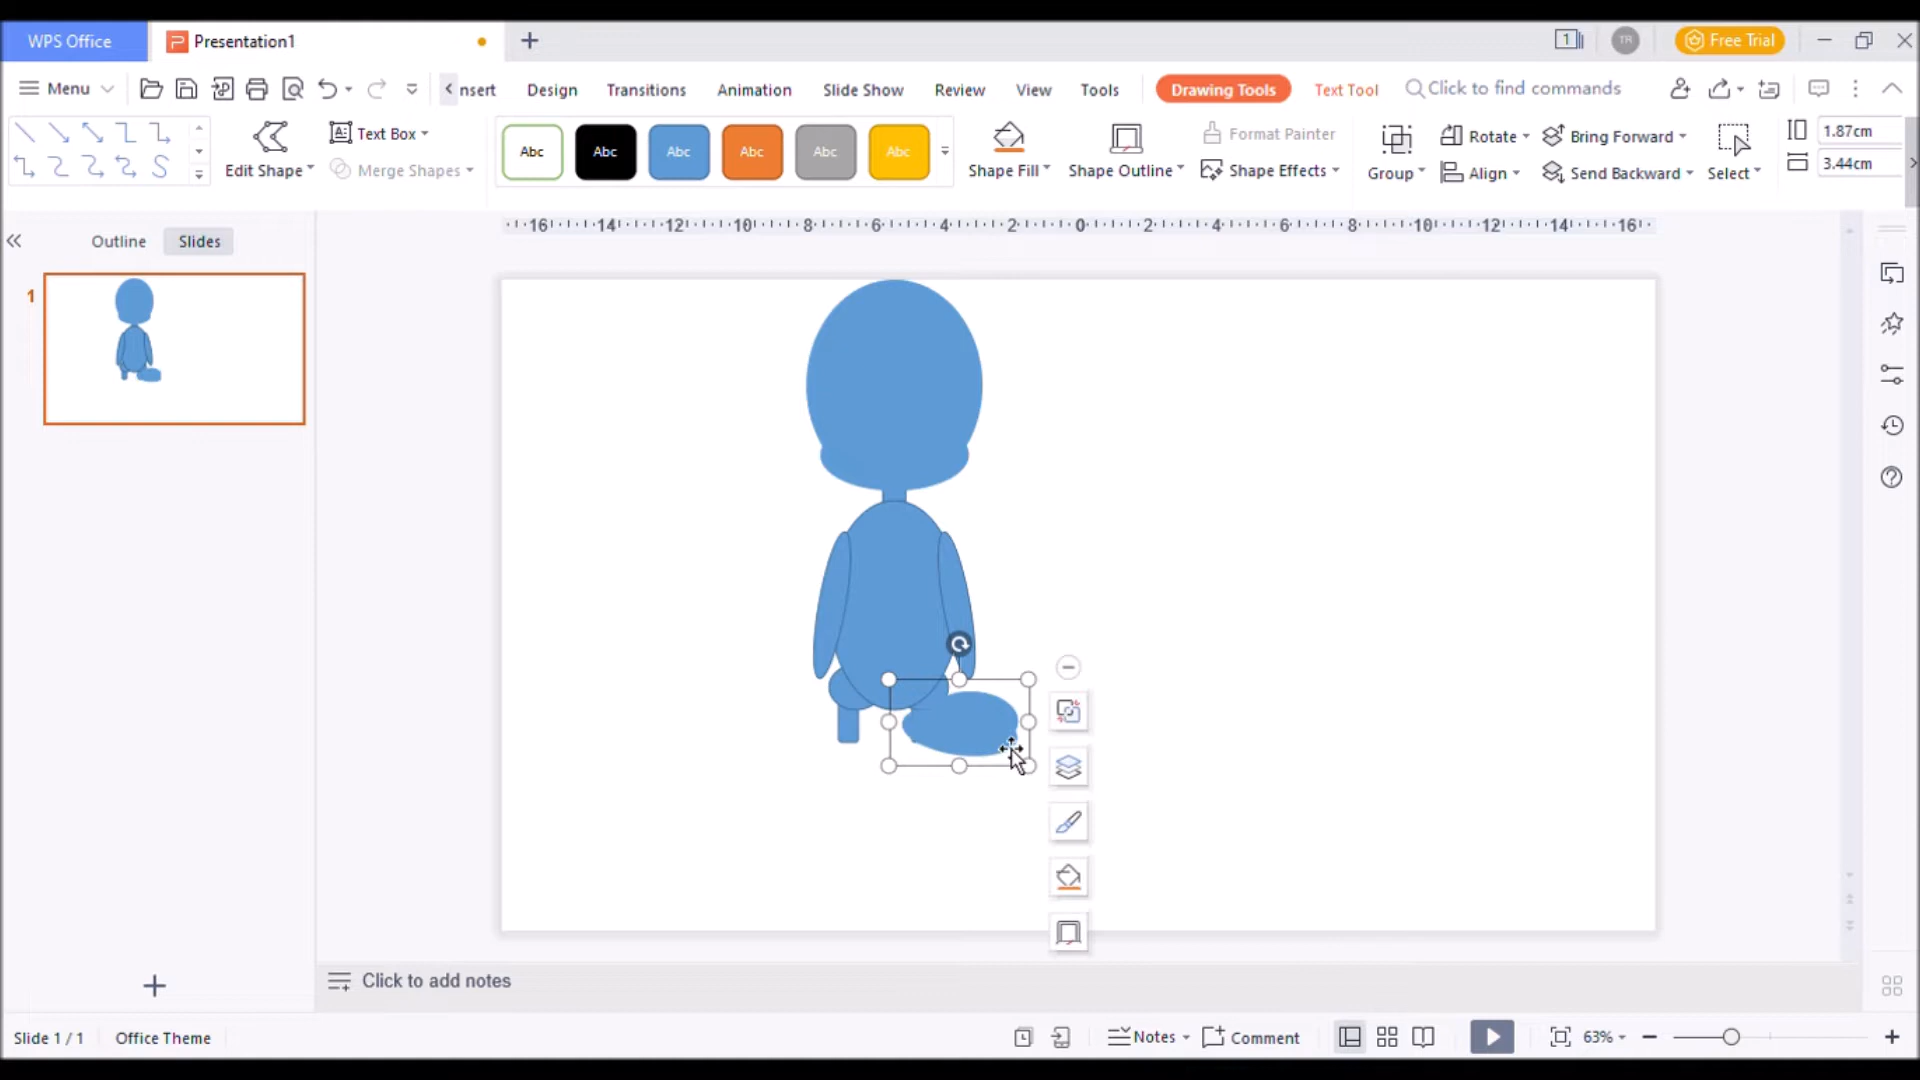 WPS Office
Presentation1
1
TR
Free Trial
Menu
nsert
Design
Transitions
Animation
Slide Show
Review
View
Tools
Drawing Tools
Text Tool
Click to find commands
Edit Shape
Text Box
Merge Shapes
Abc
Abc
Abc
Abc
Abc
Abc
Shape Fill
Shape Outline
Format Painter
Shape Effects
Group
Rotate
Align
Bring Forward
Send Backward
Select
1.87cm
3.44cm
Outline
Slides
16 14 12 10 8 6 4 2 0 2 4 6 8 10 12 14 16
1
Click to add notes
Slide 1 / 1
Office Theme
Notes
Comment
63%